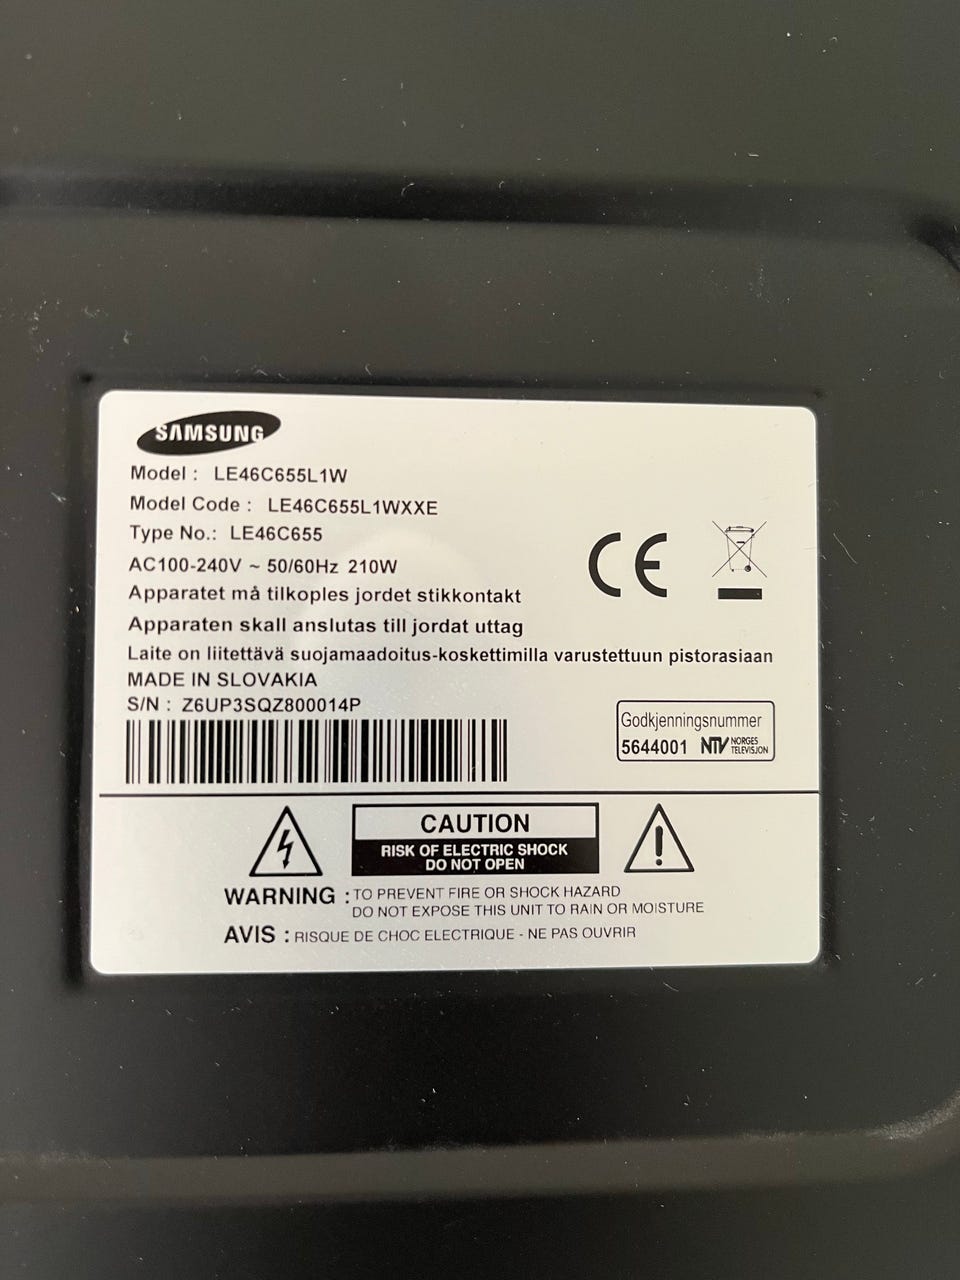 SAMSUNG
Model : LE46C655L1W
Model Code : LE46C655L1WXXE
Type No.: LE46C655
AC100-240V ~ 50/60Hz 210W
Apparatet må tilkoples jordet stikkontakt
Apparaten skall anslutas till jordat uttag
Laite on liitettävä suojamaadoitus-koskettimilla varustettuun pistorasiaan
MADE IN SLOVAKIA
S/N : Z6UP3SQZ800014P
CE
Godkjenningsnummer
5644001 NTV NORGES TELEVISJON
CAUTION
RISK OF ELECTRIC SHOCK
DO NOT OPEN
WARNING : TO PREVENT FIRE OR SHOCK HAZARD
DO NOT EXPOSE THIS UNIT TO RAIN OR MOISTURE
AVIS : RISQUE DE CHOC ELECTRIQUE - NE PAS OUVRIR